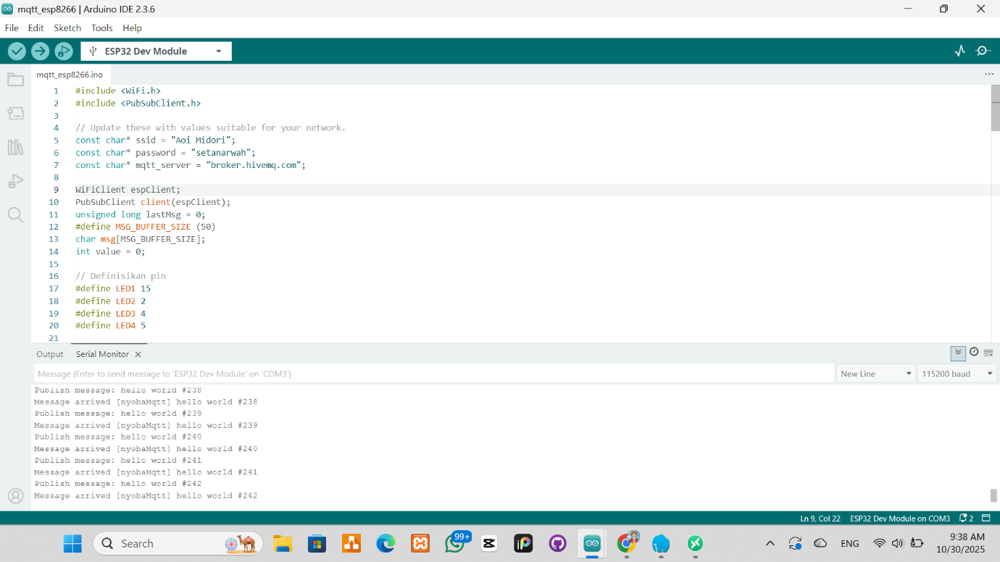 mqtt_esp8266 | Arduino IDE 2.3.6
File Edit Sketch Tools Help
ESP32 Dev Module
mqtt_esp8266.ino
1 #include <WiFi.h>
2 #include <PubSubClient.h>
3
4 // Update these with values suitable for your network.
5 const char* ssid = "Aoi Midori";
6 const char* password = "setanarwah";
7 const char* mqtt_server = "broker.hivemq.com";
8
9 WiFiClient espClient;
10 PubSubClient client(espClient);
11 unsigned long lastMsg = 0;
12 #define MSG_BUFFER_SIZE (50)
13 char msg[MSG_BUFFER_SIZE];
14 int value = 0;
15
16 // Definisikan pin
17 #define LED1 15
18 #define LED2 2
19 #define LED3 4
20 #define LED4 5
21
Output Serial Monitor
Message (Enter to send message to 'ESP32 Dev Module' on 'COM3') New Line 115200 baud
Publish message: hello world #238
Message arrived [nyobaMqtt] hello world #238
Publish message: hello world #239
Message arrived [nyobaMqtt] hello world #239
Publish message: hello world #240
Message arrived [nyobaMqtt] hello world #240
Publish message: hello world #241
Message arrived [nyobaMqtt] hello world #241
Publish message: hello world #242
Message arrived [nyobaMqtt] hello world #242
Ln 9, Col 22 ESP32 Dev Module on COM3 2
Search 99+ ENG 9:38 AM
10/30/2025